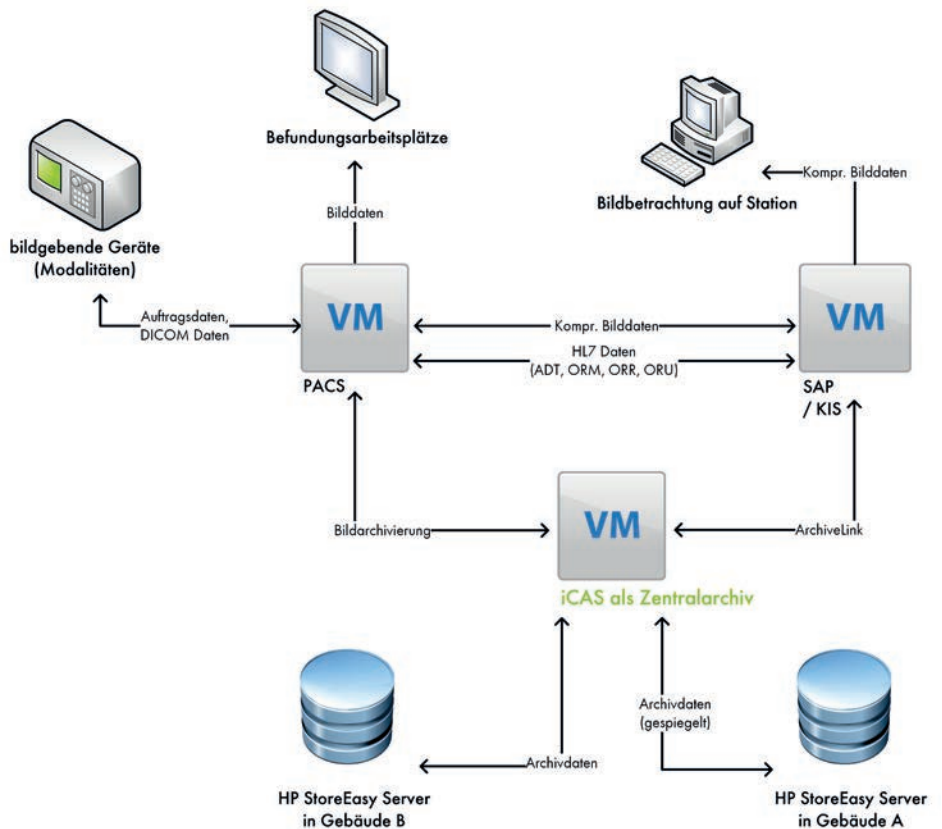 Befundungsarbeitsplätze
Kompr. Bilddaten
Bildbetrachtung auf Station
Bilddaten
bildgebende Geräte
(Modalitäten)
VM
VM
Auftragsdaten,
DICOM Daten
Kompr. Bilddaten
HL7 Daten
(ADT, ORM, ORR, ORU)
PACS
SAP
/ KIS
VM
Bildarchivierung
ArchiveLink
iCAS als Zentralarchiv
Archivdaten
(gespiegelt)
Archivdaten
HP StoreEasy Server
in Gebäude B
HP StoreEasy Server
in Gebäude A